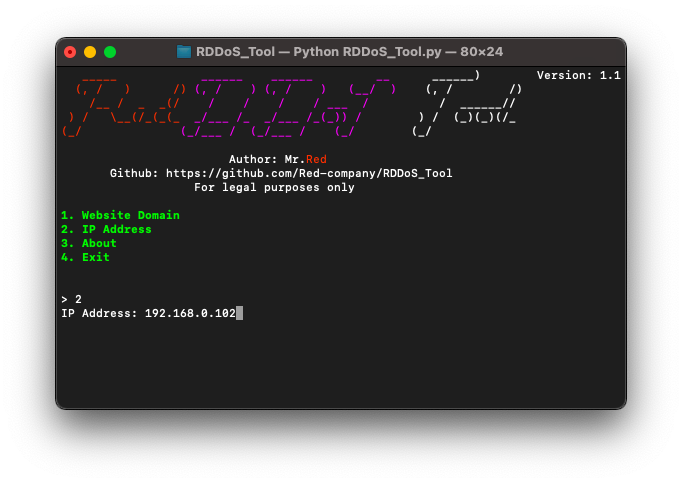 RDDoS_Tool — Python RDDoS_Tool.py — 80×24
Version: 1.1
Author: Mr.Red
Github: https://github.com/Red-company/RDDoS_Tool
For legal purposes only
1. Website Domain
2. IP Address
3. About
4. Exit
> 2
IP Address: 192.168.0.102